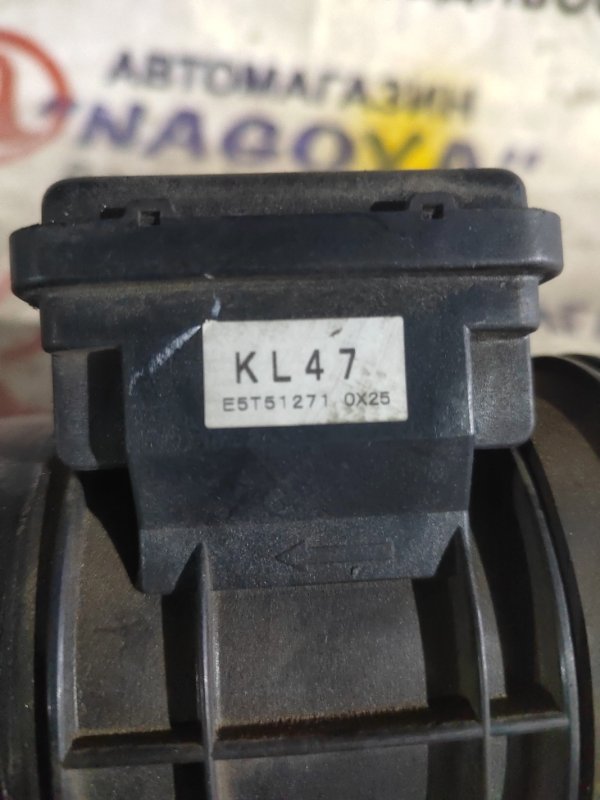 АВТОМАГАЗИН
"NAGOYA"
KL47
E5T51271 0X25